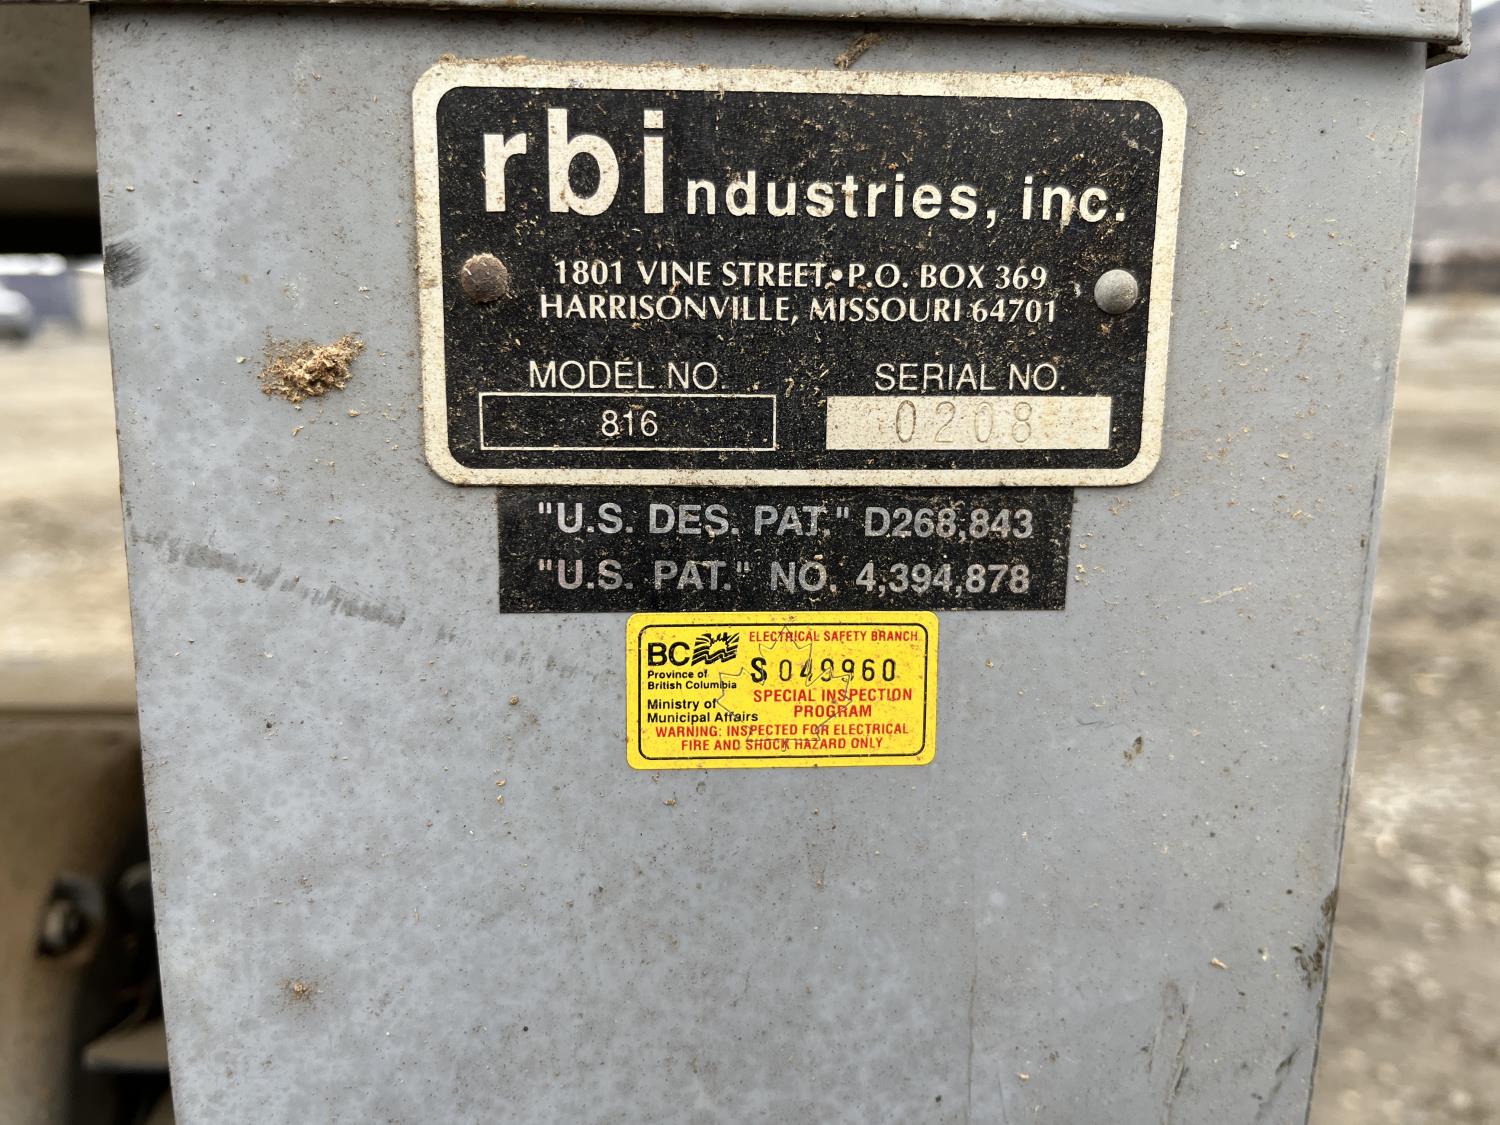 rbIndustries, inc.
1801 VINE STREET • P.O. BOX 369
HARRISONVILLE, MISSOURI 64701
MODEL NO. SERIAL NO.
816 0208
"U.S. DES. PAT." D268,843
"U.S. PAT." NO. 4,394,878
ELECTRICAL SAFETY BRANCH
BC
S 049960
Province of
British Columbia
SPECIAL INSPECTION
PROGRAM
Ministry of
Municipal Affairs
WARNING: INSPECTED FOR ELECTRICAL
FIRE AND SHOCK HAZARD ONLY